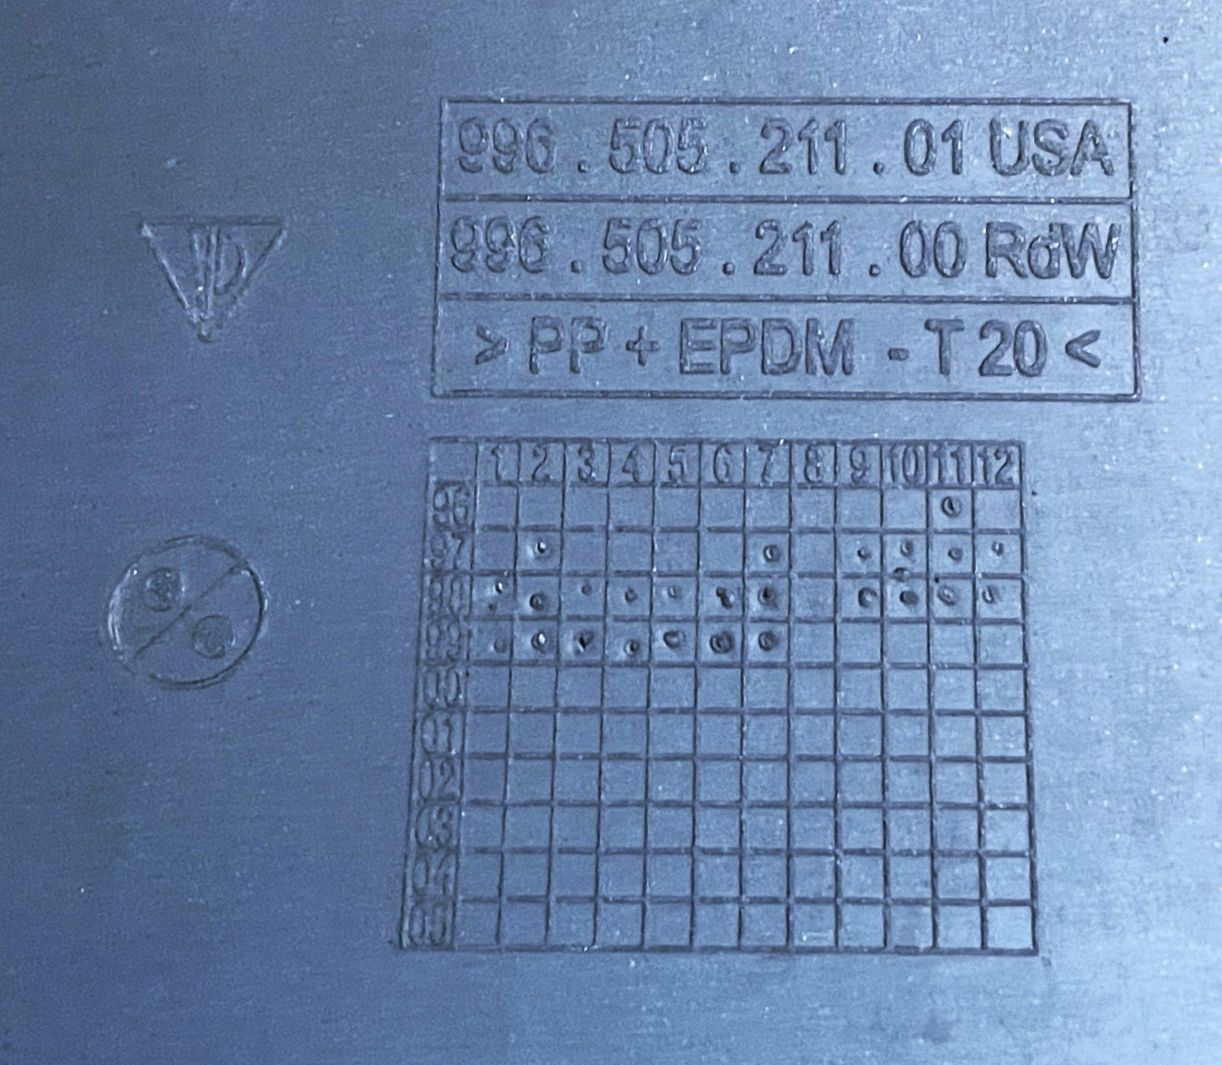 996 . 505 . 211 . 01 USA
996 . 505 . 211 . 00 RdW
> PP + EPDM - T 20 <
1 2 3 4 5 6 7 8 9 10 11 12
96
97
98
99
00
01
02
03
04
05